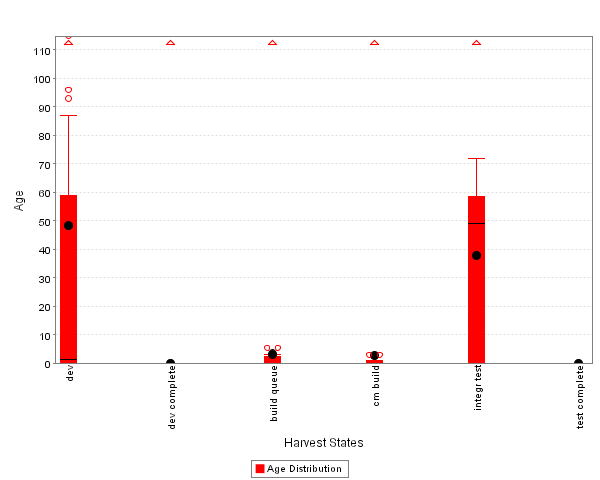 110
100
90
80
70
60
50
40
30
20
10
0
Age
dev
dev complete
build queue
cm build
integr test
test complete
Harvest States
Age Distribution